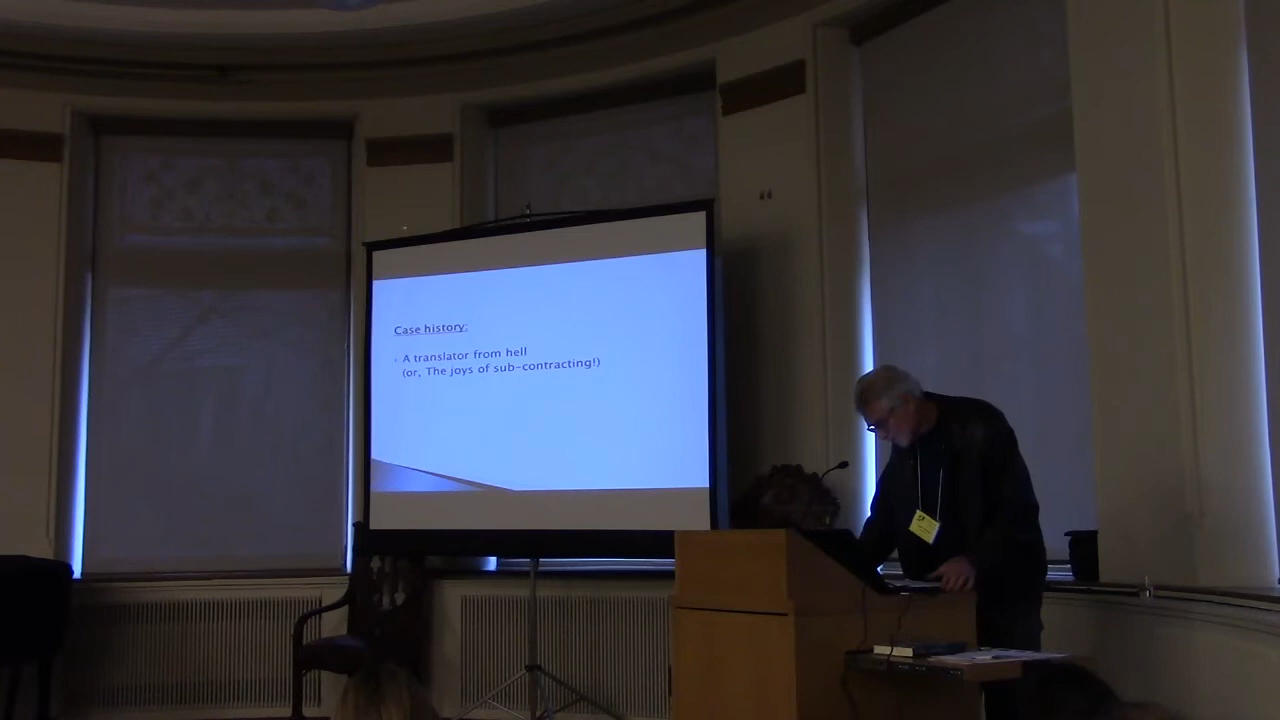 Case history:
A translator from hell
(or, The joys of sub-contracting!)